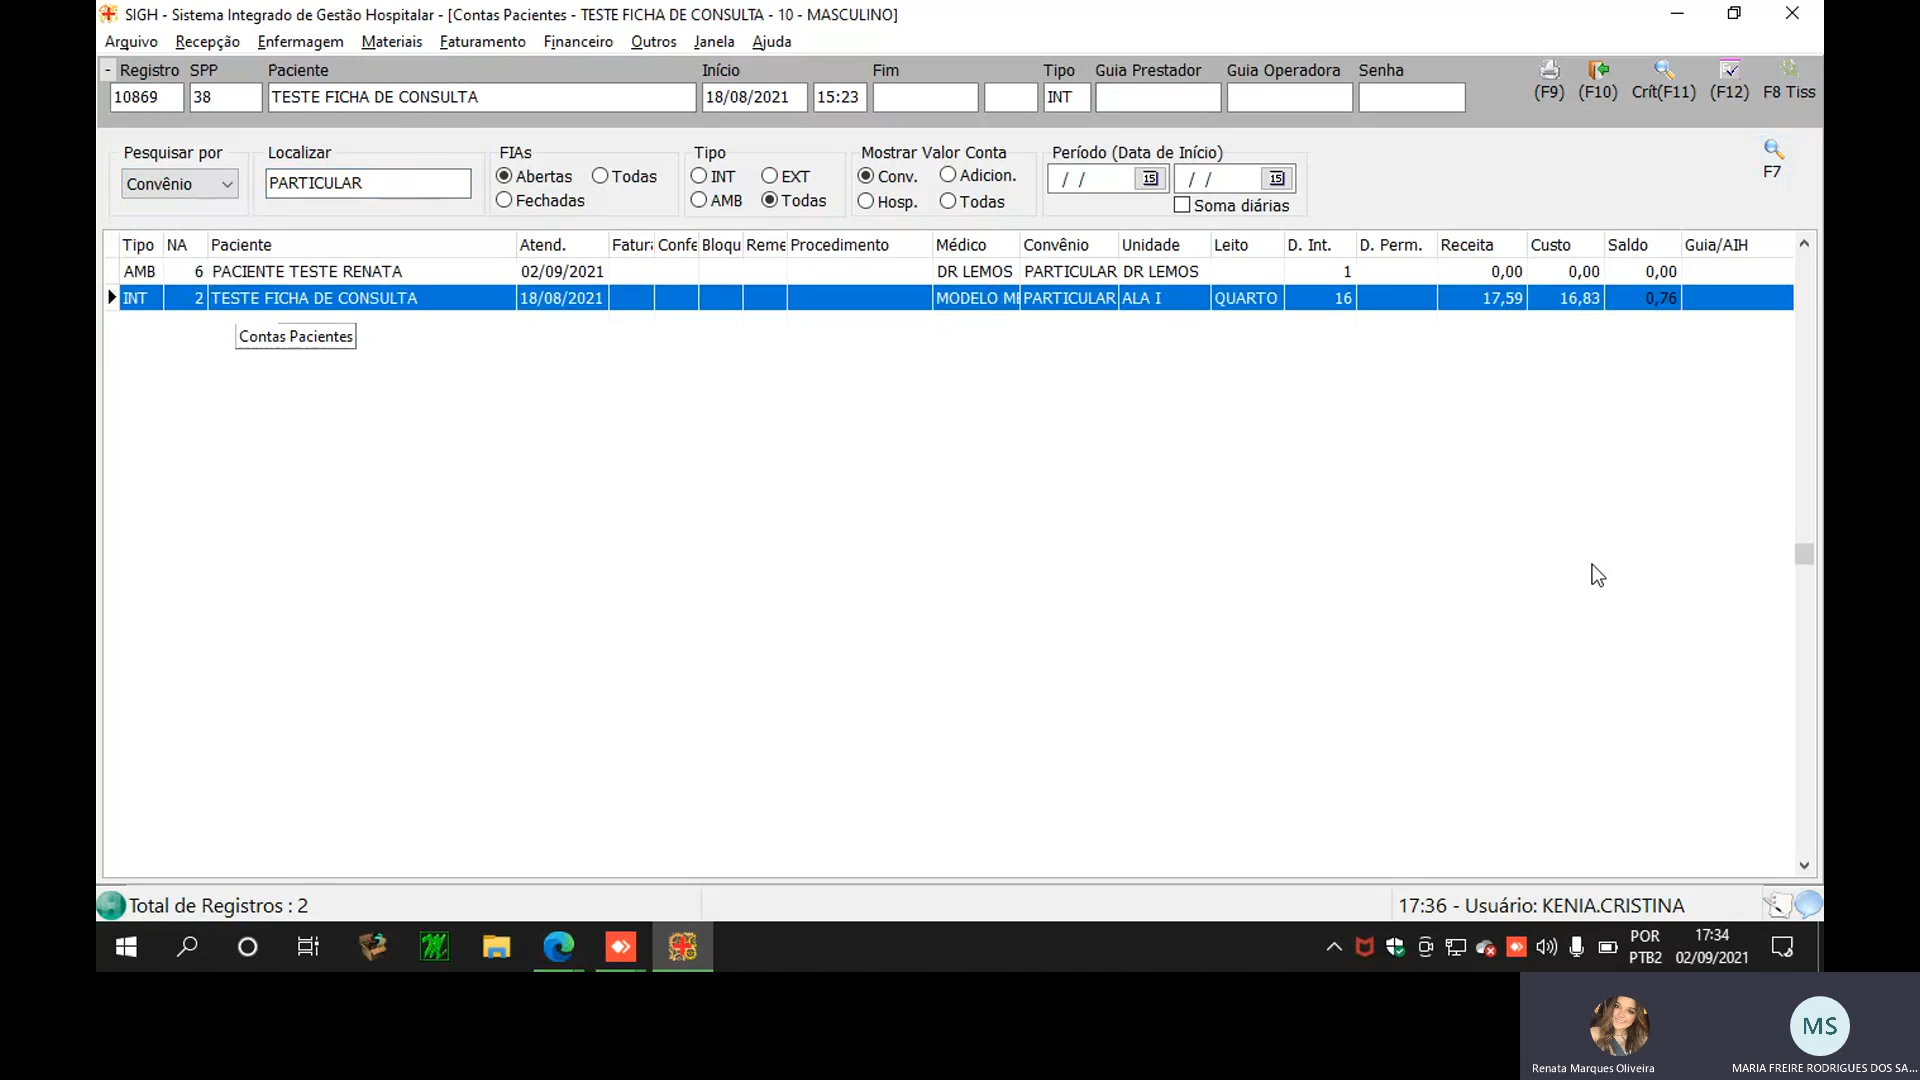 SIGH - Sistema Integrado de Gestão Hospitalar - [Contas Pacientes - TESTE FICHA DE CONSULTA - 10 - MASCULINO]
Arquivo Recepção Enfermagem Materiais Faturamento Financeiro Outros Janela Ajuda
- Registro SPP Paciente Início Fim Tipo Guia Prestador Guia Operadora Senha
10869 38 TESTE FICHA DE CONSULTA 18/08/2021 15:23 INT
(F9) (F10) Crít(F11) (F12) F8 Tiss
Pesquisar por Localizar FIAs Tipo Mostrar Valor Conta Período (Data de Início)
Convênio PARTICULAR Abertas Todas INT EXT Conv. Adicion. / / 15 / / 15
F7
Fechadas AMB Todas Hosp. Todas Soma diárias
Tipo NA Paciente Atend. Fatura Confe Bloqu Reme Procedimento Médico Convênio Unidade Leito D. Int. D. Perm. Receita Custo Saldo Guia/AIH
AMB 6 PACIENTE TESTE RENATA 02/09/2021 DR LEMOS PARTICULAR DR LEMOS 1 0,00 0,00 0,00
INT 2 TESTE FICHA DE CONSULTA 18/08/2021 MODELO ME PARTICULAR ALA I QUARTO 16 17,59 16,83 0,76
Contas Pacientes
Total de Registros : 2
17:36 - Usuário: KENIA.CRISTINA
POR
PTB2
17:34
02/09/2021
MS
Renata Marques Oliveira
MARIA FREIRE RODRIGUES DOS SA...